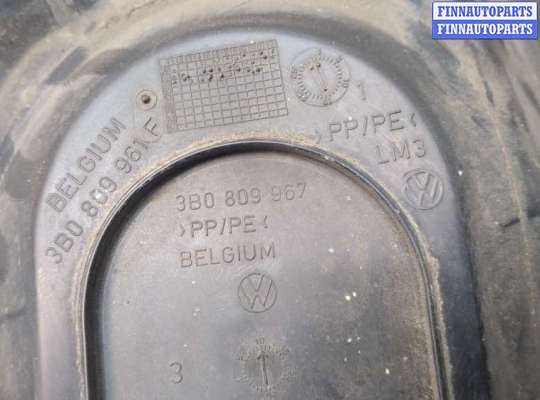 FINNAUTOPARTS
FINNAUTOPARTS
BELGIUM
3B0 809 961 F
1
>PP/PE<
LM3
3B0 809 967
>PP/PE<
BELGIUM
3